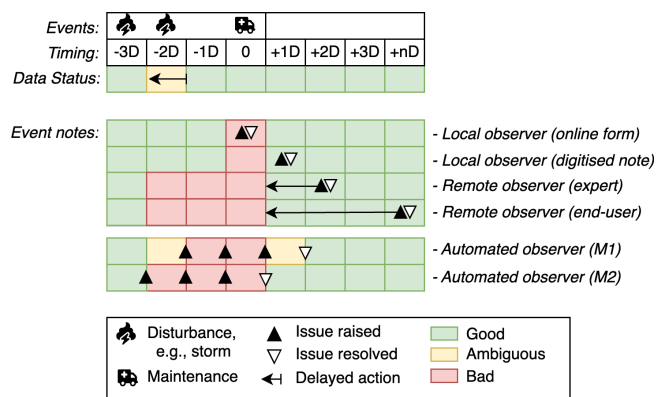 Events:
Timing: -3D -2D -1D 0 +1D +2D +3D +nD
Data Status:
Event notes: - Local observer (online form)
- Local observer (digitised note)
- Remote observer (expert)
- Remote observer (end-user)
- Automated observer (M1)
- Automated observer (M2)
Disturbance, e.g., storm
Maintenance
Issue raised
Issue resolved
Delayed action
Good
Ambiguous
Bad